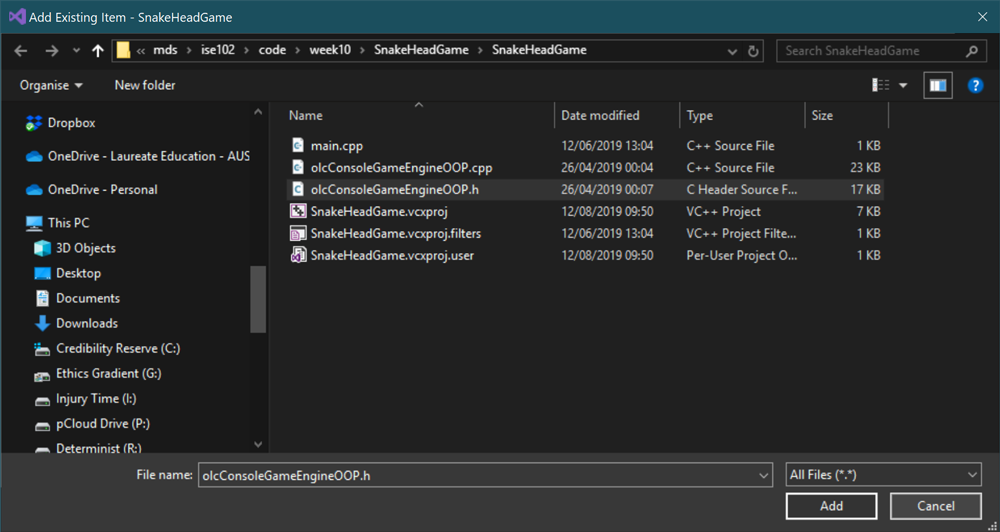 Add Existing Item - SnakeHeadGame
« mds > ise102 > code > week10 > SnakeHeadGame > SnakeHeadGame
Search SnakeHeadGame
Organise New folder
Name Date modified Type Size
Dropbox
OneDrive - Laureate Education - AUS
OneDrive - Personal
This PC
3D Objects
Desktop
Documents
Downloads
Credibility Reserve (C:)
Ethics Gradient (G:)
Injury Time (I:)
pCloud Drive (P:)
Determinist (R:)
main.cpp 12/06/2019 13:04 C++ Source File 1 KB
olcConsoleGameEngineOOP.cpp 26/04/2019 00:04 C++ Source File 23 KB
olcConsoleGameEngineOOP.h 26/04/2019 00:07 C Header Source F... 17 KB
SnakeHeadGame.vcxproj 12/08/2019 09:50 VC++ Project 7 KB
SnakeHeadGame.vcxproj.filters 12/06/2019 13:04 VC++ Project Filte... 1 KB
SnakeHeadGame.vcxproj.user 12/08/2019 09:50 Per-User Project O... 1 KB
File name: olcConsoleGameEngineOOP.h All Files (*.*)
Add Cancel